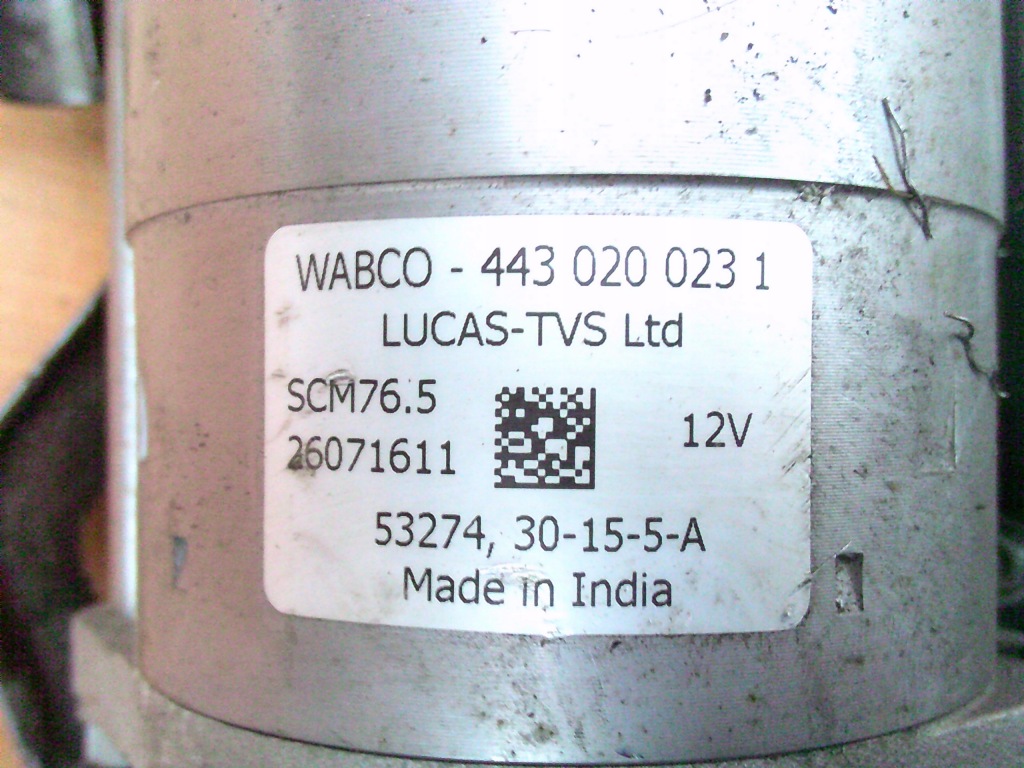 WABCO - 443 020 023 1
LUCAS-TVS Ltd
SCM76.5
26071611
12V
53274, 30-15-5-A
Made in India